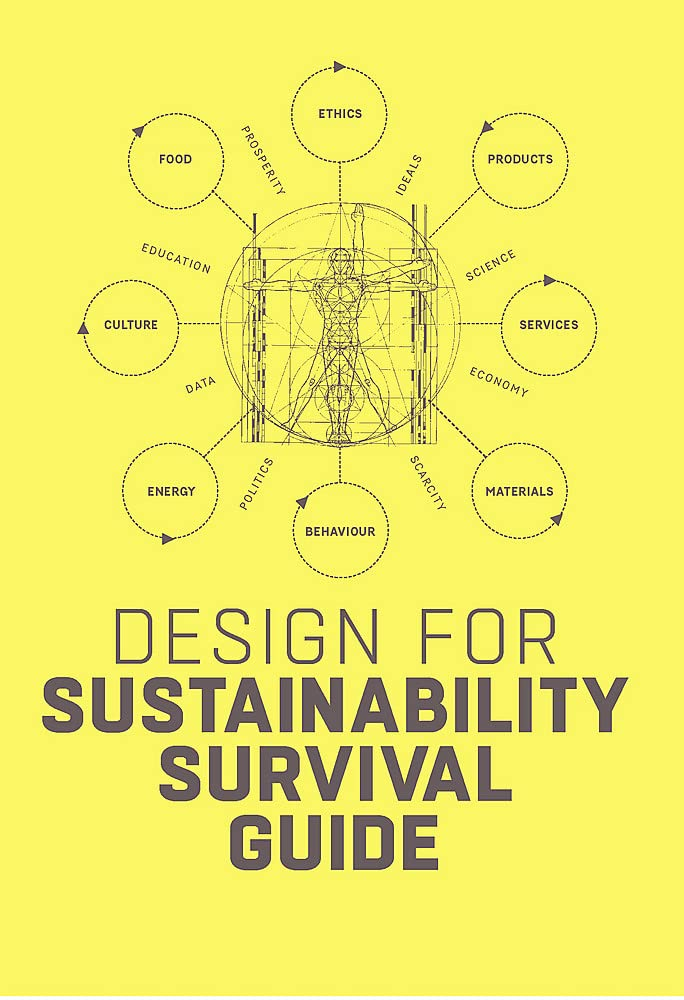 ETHICS
FOOD
PROSPERITY
IDEALS
PRODUCTS
EDUCATION
SCIENCE
CULTURE
SERVICES
DATA
ECONOMY
ENERGY
POLITICS
SCARCITY
MATERIALS
BEHAVIOUR
DESIGN FOR
SUSTAINABILITY
SURVIVAL
GUIDE